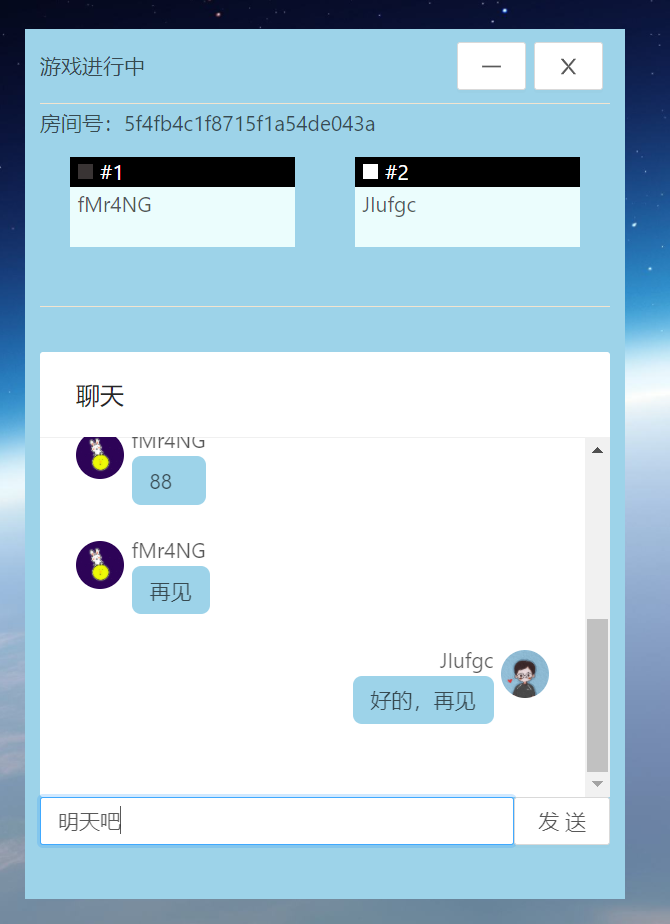 游戏进行中
房间号：5f4fb4c1f8715f1a54de043a
#1
#2
fMr4NG
JIufgc
聊天
fMr4NG
88
fMr4NG
再见
JIufgc
好的，再见
明天吧
发 送